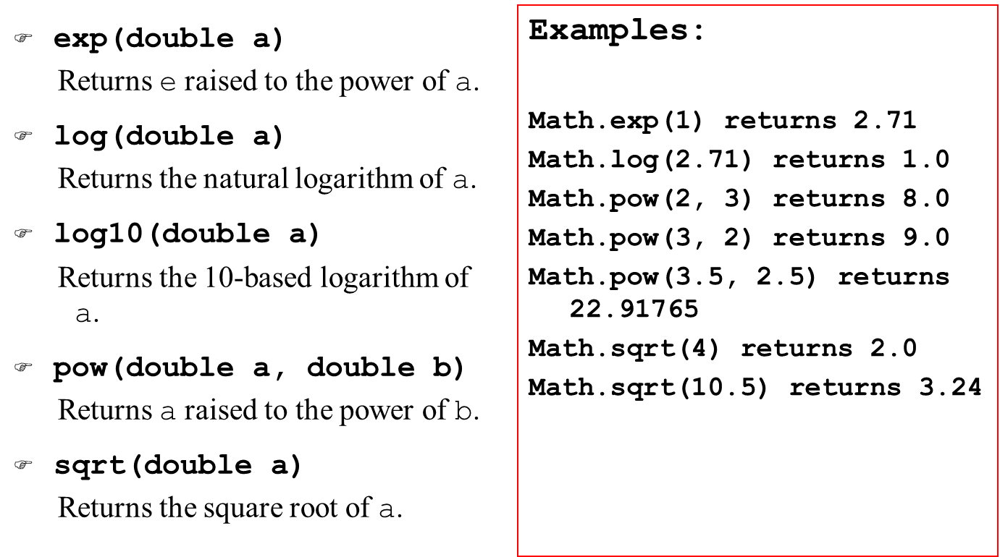 ☞ exp(double a)
Returns e raised to the power of a.
☞ log(double a)
Returns the natural logarithm of a.
☞ log10(double a)
Returns the 10-based logarithm of
a.
☞ pow(double a, double b)
Returns a raised to the power of b.
☞ sqrt(double a)
Returns the square root of a.
Examples:
Math.exp(1) returns 2.71
Math.log(2.71) returns 1.0
Math.pow(2, 3) returns 8.0
Math.pow(3, 2) returns 9.0
Math.pow(3.5, 2.5) returns
22.91765
Math.sqrt(4) returns 2.0
Math.sqrt(10.5) returns 3.24